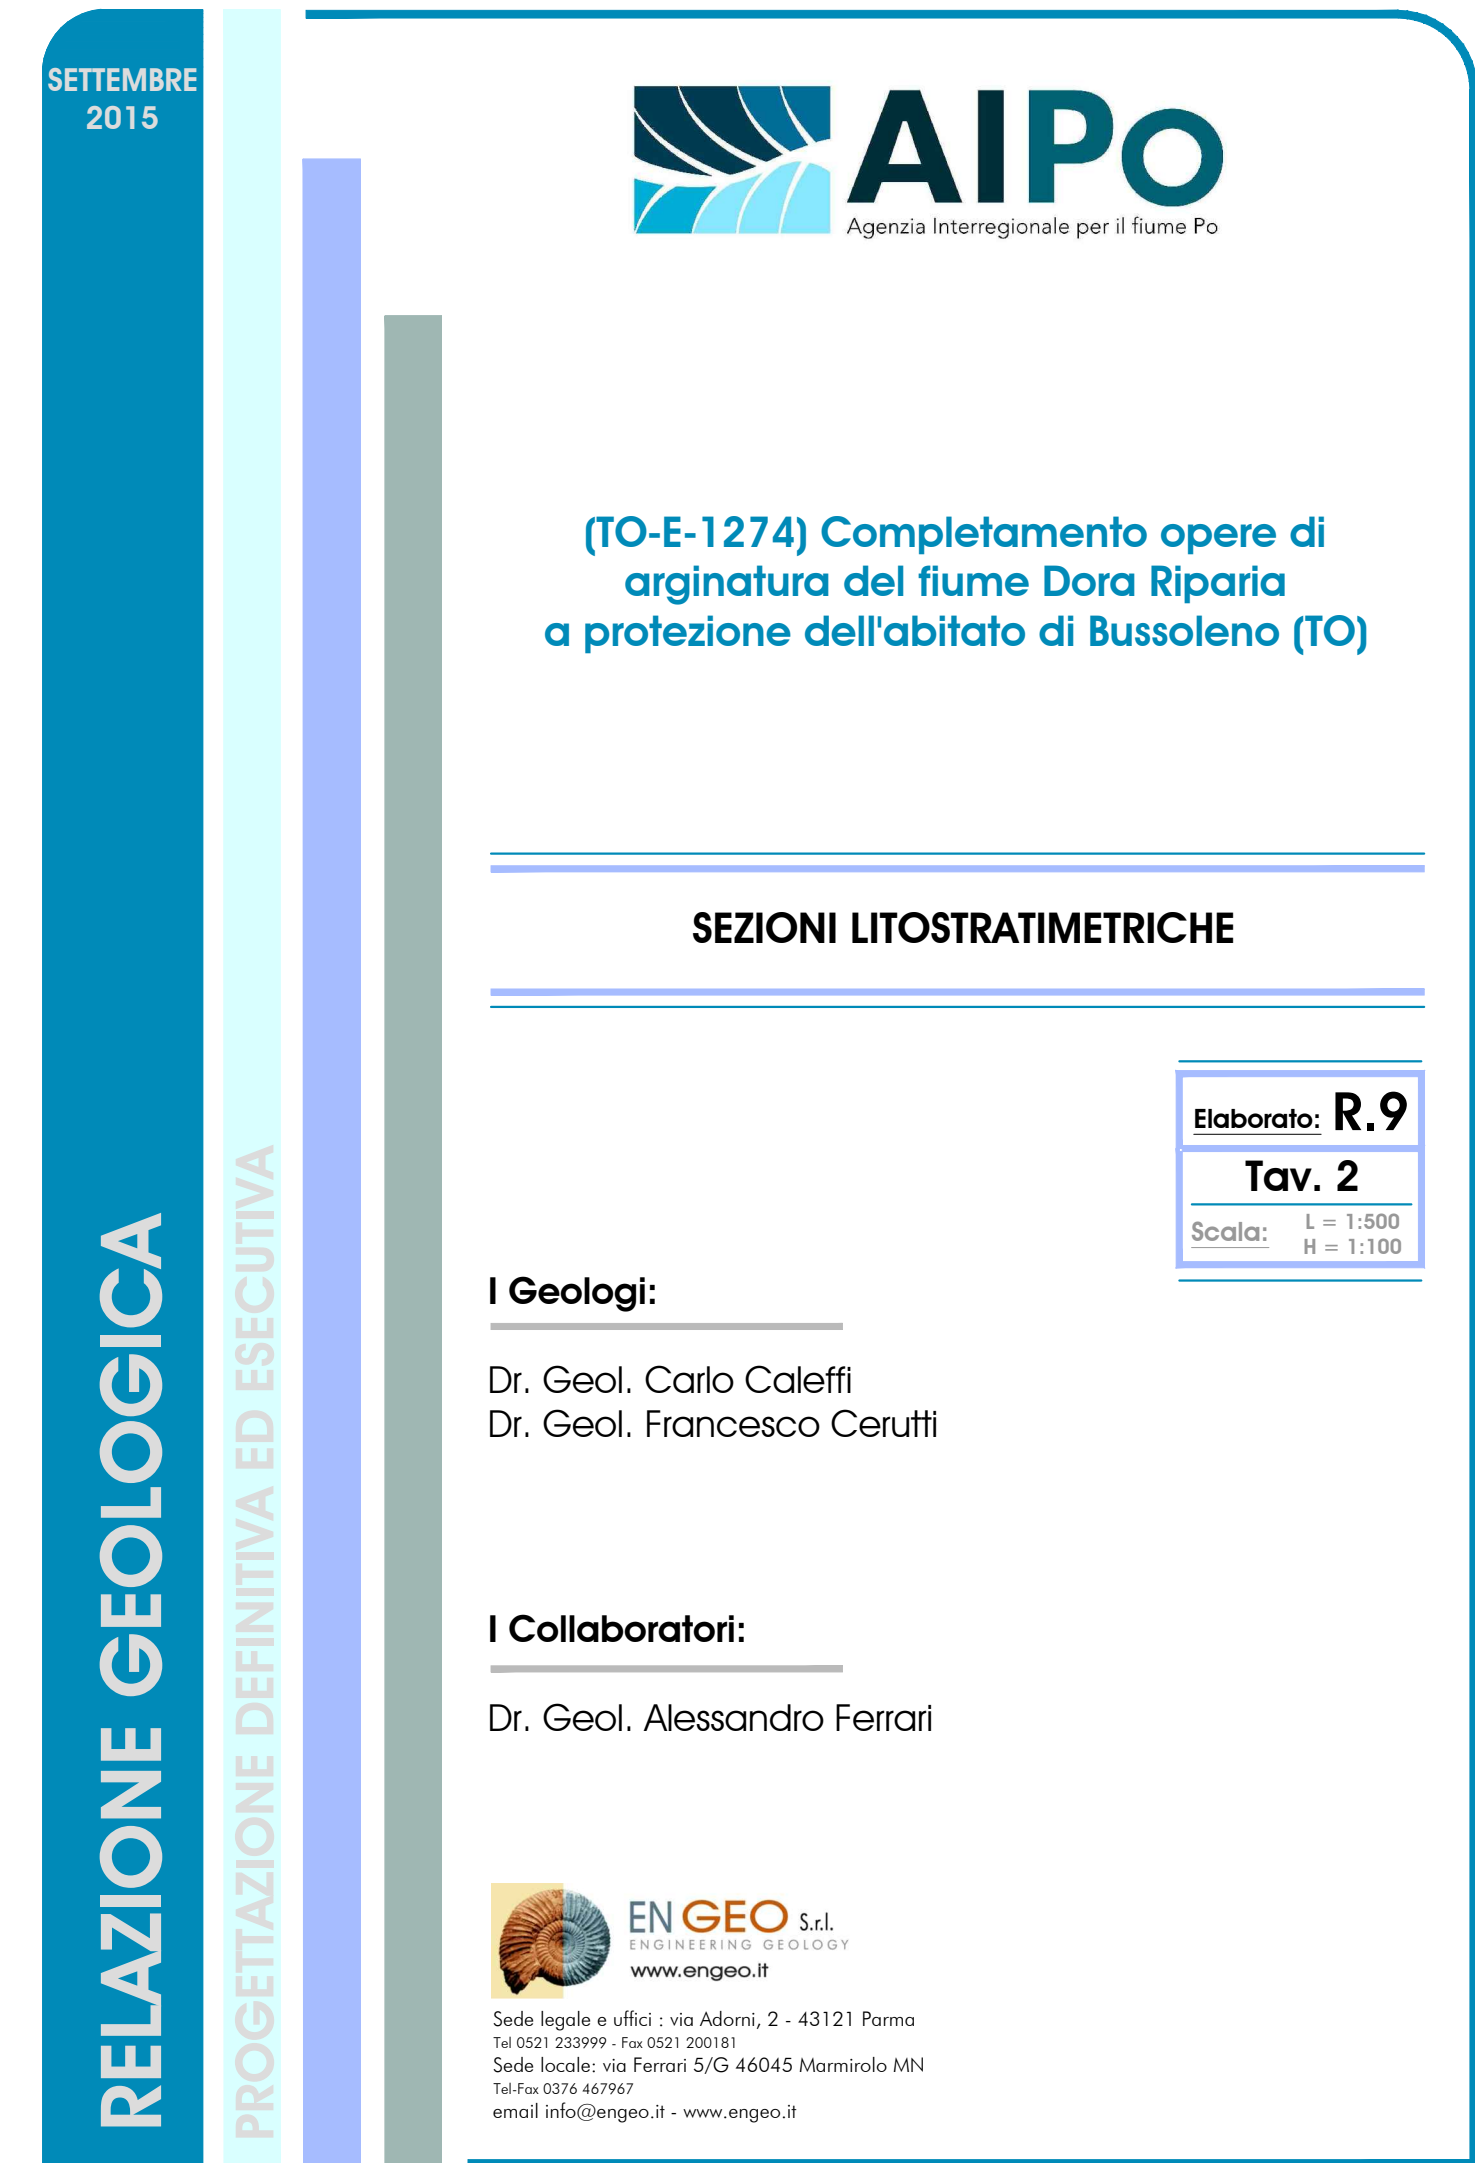 SETTEMBRE
2015
AIPo
Agenzia Interregionale per il fiume Po
(TO-E-1274) Completamento opere di
arginatura del fiume Dora Riparia
a protezione dell'abitato di Bussoleno (TO)
SEZIONI LITOSTRATIMETRICHE
Elaborato: R.9
Tav. 2
Scala: L = 1:500
H = 1:100
I Geologi:
Dr. Geol. Carlo Caleffi
Dr. Geol. Francesco Cerutti
I Collaboratori:
Dr. Geol. Alessandro Ferrari
EN GEO S.r.l.
ENGINEERING GEOLOGY
www.engeo.it
Sede legale e uffici : via Adorni, 2 - 43121 Parma
Tel 0521 233999 - Fax 0521 200181
Sede locale: via Ferrari 5/G 46045 Marmirolo MN
Tel-Fax 0376 467967
email info@engeo.it - www.engeo.it
RELAZIONE GEOLOGICA
PROGETTAZIONE DEFINITIVA ED ESECUTIVA